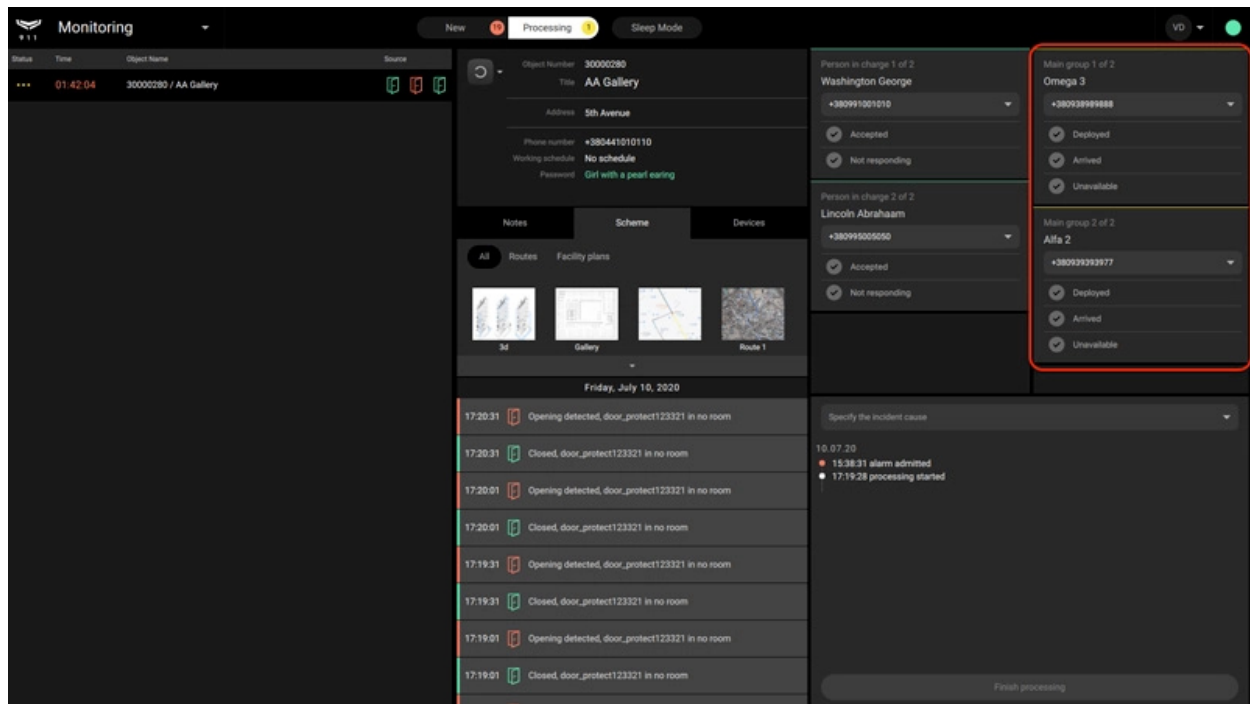 911
Monitoring
New 19
Processing 1
Sleep Mode
VD
Status Time Object Name Source
01:42:04 30000280 / AA Gallery
Object Number 30000280
Title AA Gallery
Address 5th Avenue
Phone number +380441010110
Working schedule No schedule
Password Girl with a pearl earing
Notes Scheme Devices
All Routes Facility plans
3d Gallery Route 1
Friday, July 10, 2020
17:20:31 Opening detected, door_protect123321 in no room
17:20:31 Closed, door_protect123321 in no room
17:20:01 Opening detected, door_protect123321 in no room
17:20:01 Closed, door_protect123321 in no room
17:19:31 Opening detected, door_protect123321 in no room
17:19:31 Closed, door_protect123321 in no room
17:19:01 Opening detected, door_protect123321 in no room
17:19:01 Closed, door_protect123321 in no room
Person in charge 1 of 2
Washington George
+380991001010
Accepted
Not responding
Person in charge 2 of 2
Lincoln Abrahaam
+380995005050
Accepted
Not responding
Main group 1 of 2
Omega 3
+380938989888
Deployed
Arrived
Unavailable
Main group 2 of 2
Alfa 2
+380939393977
Deployed
Arrived
Unavailable
Specify the incident cause
10.07.20
15:38:31 alarm admitted
17:19:28 processing started
Finish processing